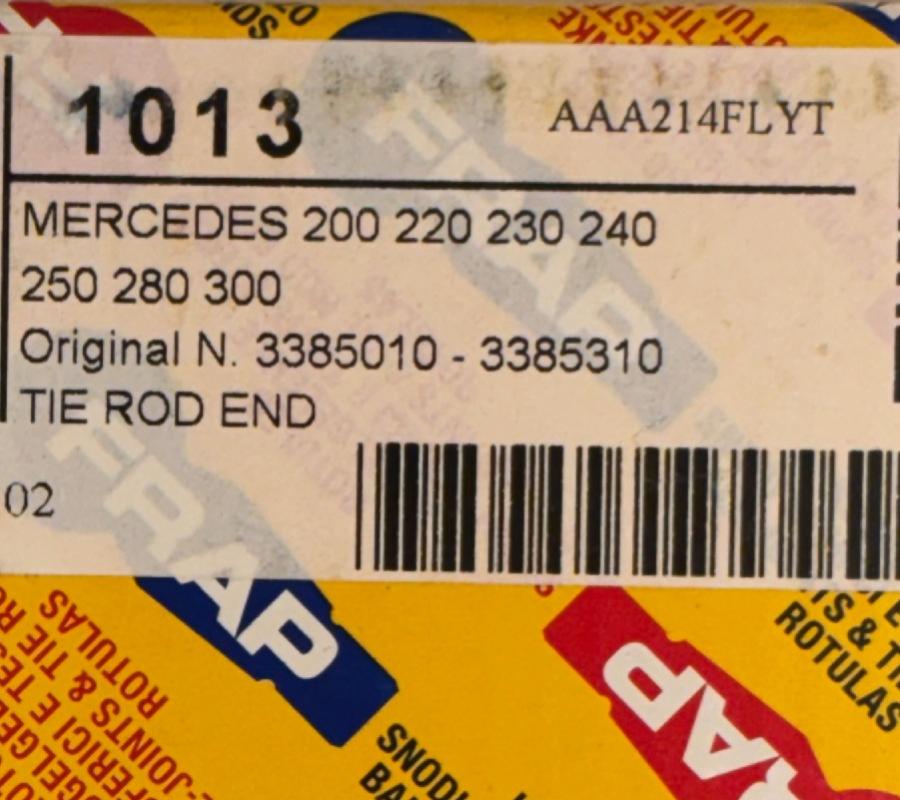 1013
AAA214FLYT
MERCEDES 200 220 230 240
250 280 300
Original N. 3385010 - 3385310
TIE ROD END
02
FRAP
FRAP
ROTULAS
ROTULAS